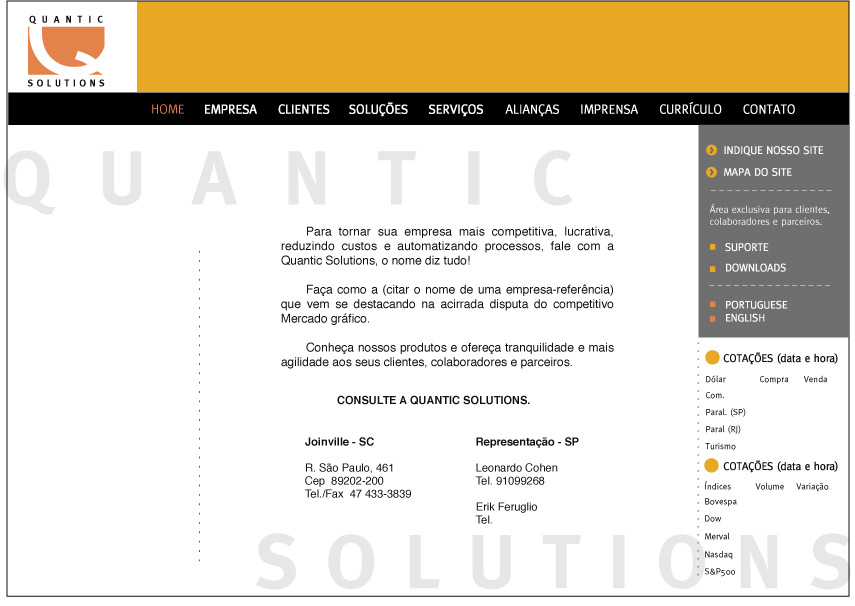 QUANTIC
SOLUTIONS
HOME EMPRESA CLIENTES SOLUÇÕES SERVIÇOS ALIANÇAS IMPRENSA CURRÍCULO CONTATO
QUANTIC
Para tornar sua empresa mais competitiva, lucrativa,
reduzindo custos e automatizando processos, fale com a
Quantic Solutions, o nome diz tudo!
Faça como a (citar o nome de uma empresa-referência)
que vem se destacando na acirrada disputa do competitivo
Mercado gráfico.
Conheça nossos produtos e ofereça tranquilidade e mais
agilidade aos seus clientes, colaboradores e parceiros.
CONSULTE A QUANTIC SOLUTIONS.
Joinville - SC
R. São Paulo, 461
Cep 89202-200
Tel./Fax 47 433-3839
Representação - SP
Leonardo Cohen
Tel. 91099268
Erik Feruglio
Tel.
SOLUTIONS
INDIQUE NOSSO SITE
MAPA DO SITE
Área exclusiva para clientes,
colaboradores e parceiros.
SUPORTE
DOWNLOADS
PORTUGUESE
ENGLISH
COTAÇÕES (data e hora)
Dólar Compra Venda
Com.
Paral. (SP)
Paral (RJ)
Turismo
COTAÇÕES (data e hora)
Índices Volume Variação
Bovespa
Dow
Merval
Nasdaq
S&P500